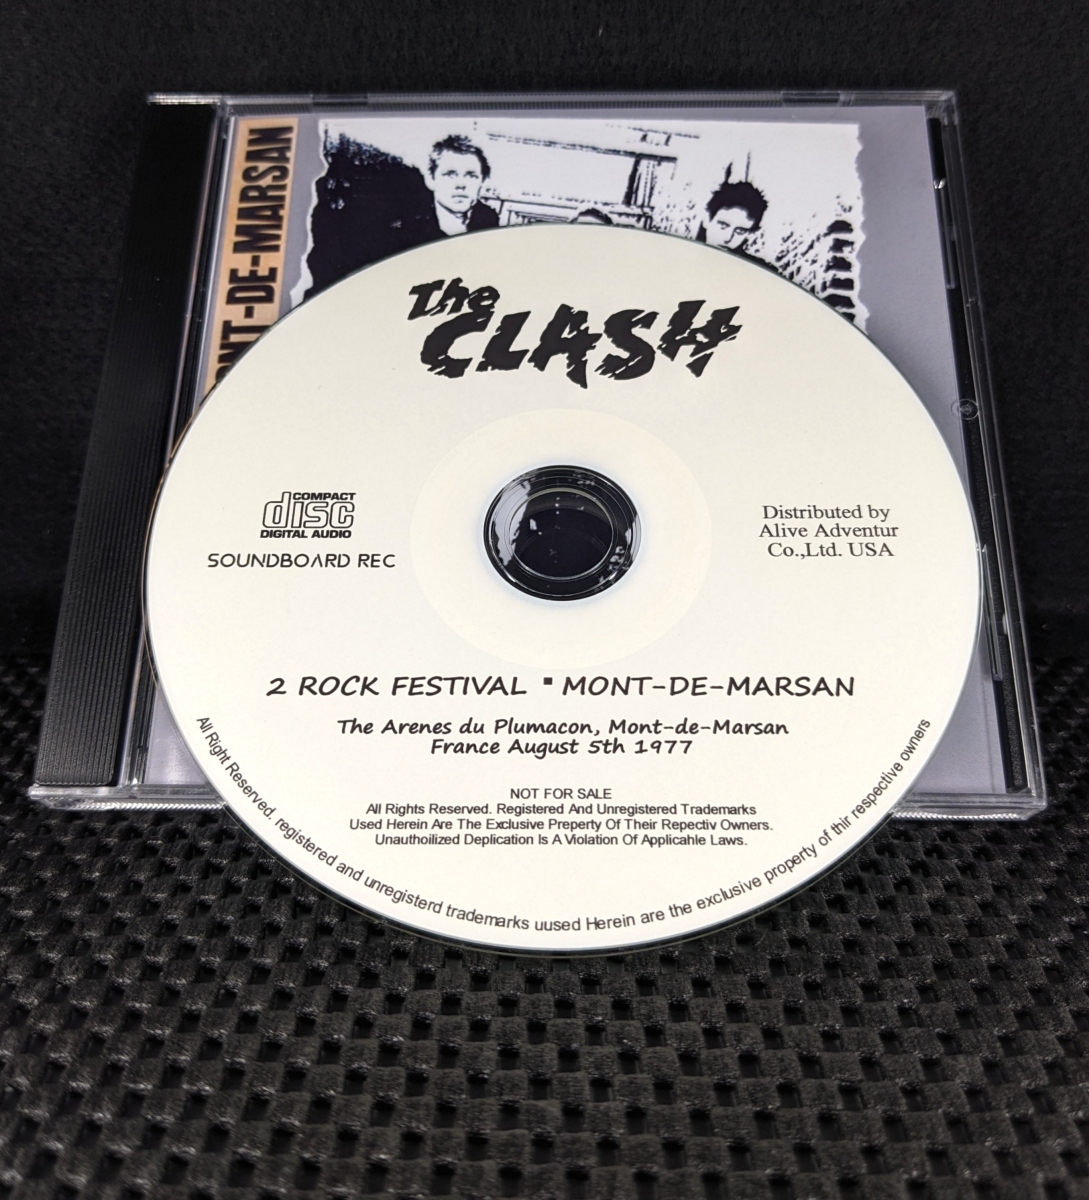 MONT-DE-MARSAN
The
CLASH
COMPACT
disc
DIGITAL AUDIO
SOUNDBOARD REC
Distributed by
Alive Adventur
Co.,Ltd. USA
2 ROCK FESTIVAL ▪ MONT-DE-MARSAN
The Arenes du Plumacon, Mont-de-Marsan
France August 5th 1977
NOT FOR SALE
All Rights Reserved. Registered And Unregistered Trademarks
Used Herein Are The Exclusive Preperty Of Their Repectiv Owners.
Unauthoilized Deplication Is A Violation Of Applicahle Laws.
All Right Reserved. registered and unregisterd trademarks uused Herein are the exclusive property of thir respective owners